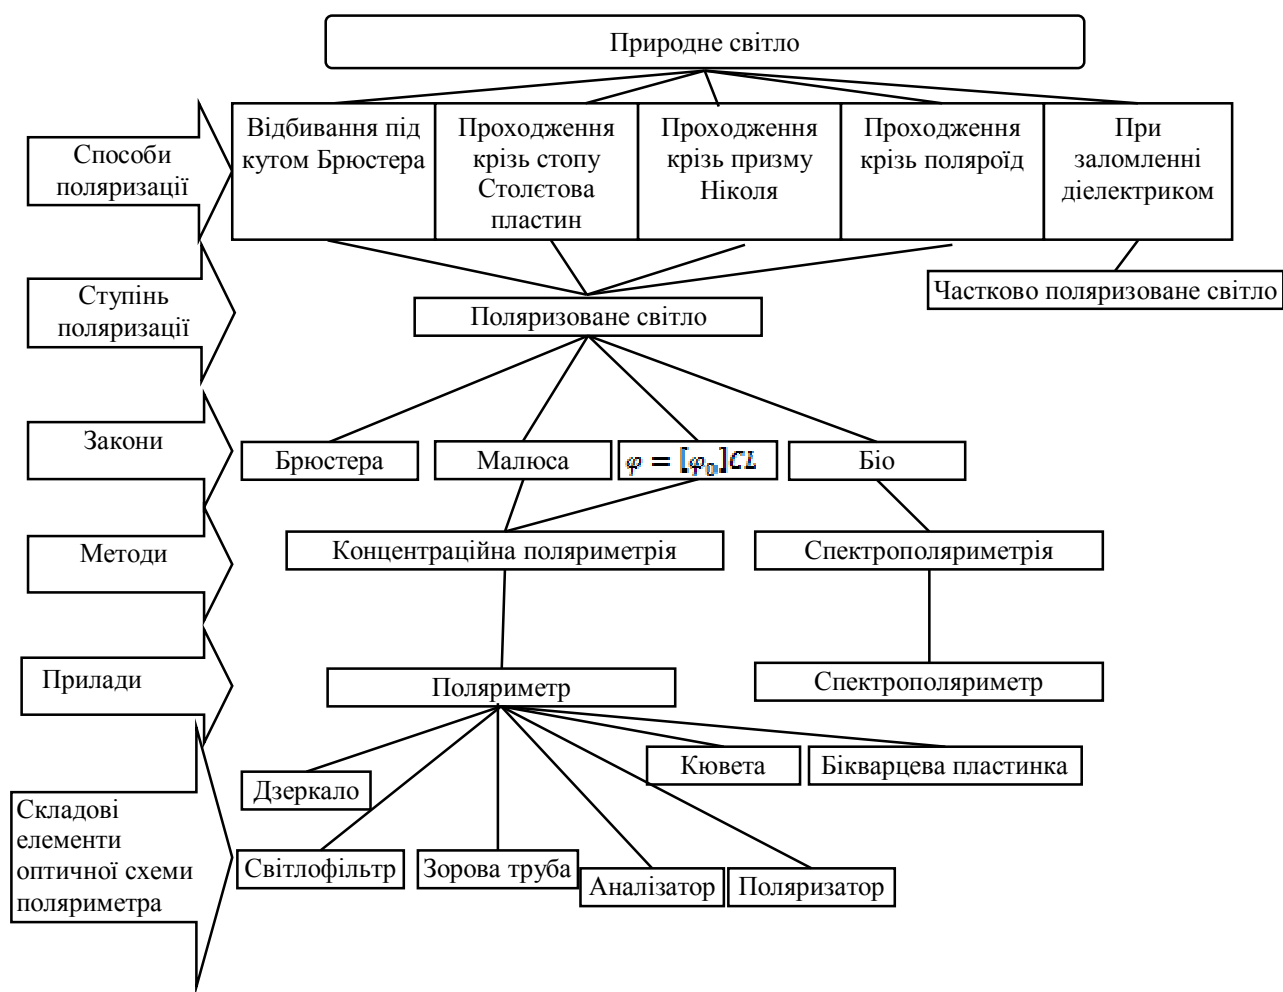 Природне світло
Способи
поляризації
Відбивання під
кутом Брюстера
Проходження
крізь стопу
Столєтова
пластин
Проходження
крізь призму
Ніколя
Проходження
крізь поляроїд
При
заломленні
діелектриком
Ступінь
поляризації
Поляризоване світло
Частково поляризоване світло
Закони
Брюстера
Малюса
φ = [φ₀]CL
Біо
Методи
Концентраційна поляриметрія
Спектрополяриметрія
Прилади
Поляриметр
Спектрополяриметр
Складові
елементи
оптичної схеми
поляриметра
Дзеркало
Кювета
Бікварцева пластинка
Світлофільтр
Зорова труба
Аналізатор
Поляризатор